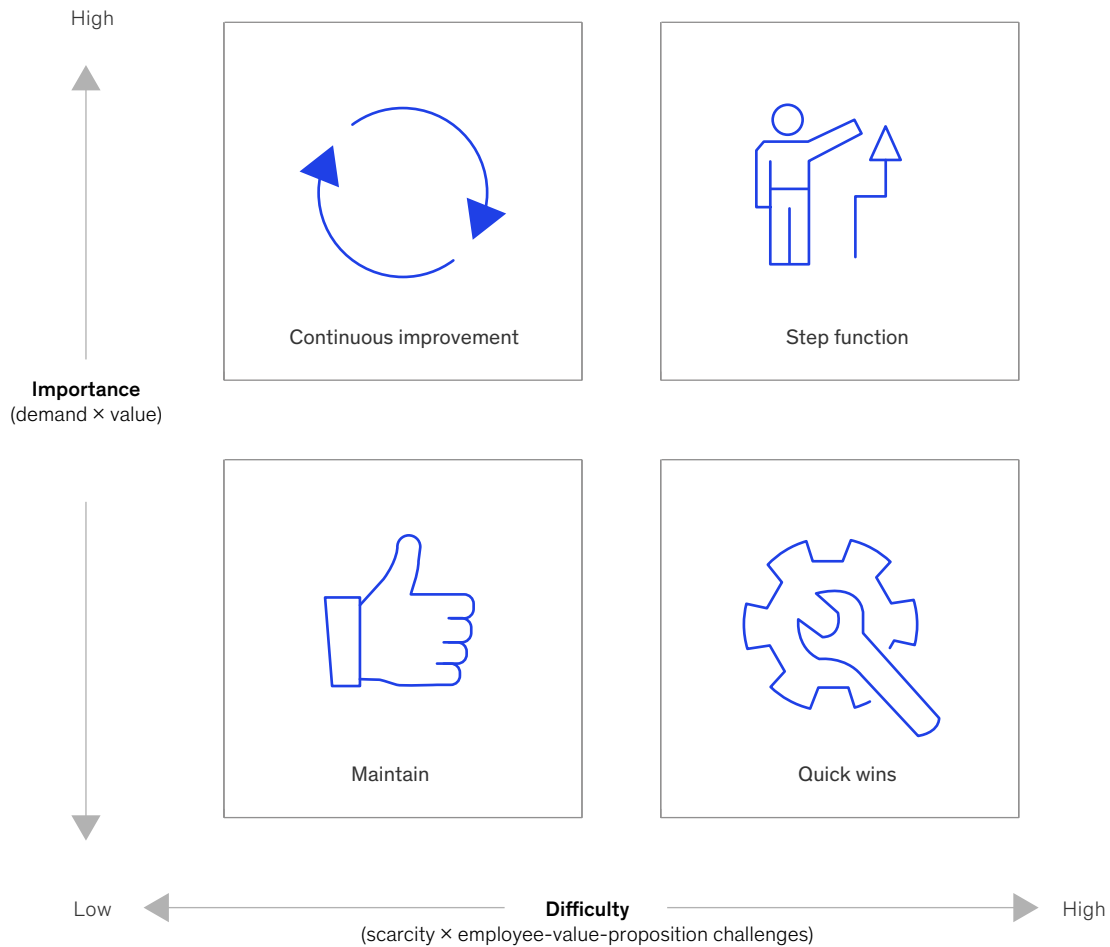 High
Continuous improvement
Step function
Importance
(demand × value)
Maintain
Quick wins
Low
Difficulty
High
(scarcity × employee-value-proposition challenges)